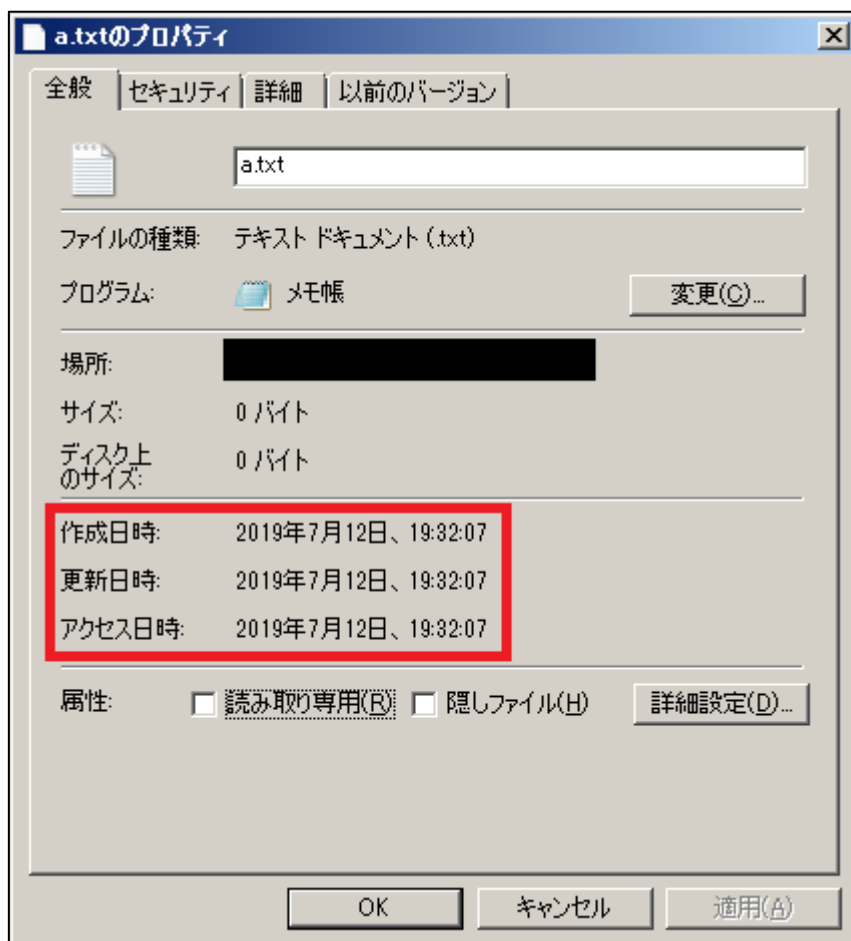 a.txtのプロパティ
全般 セキュリティ 詳細 以前のバージョン
a.txt
ファイルの種類: テキスト ドキュメント (.txt)
プログラム: メモ帳 変更(C)...
場所:
サイズ: 0 バイト
ディスク上
のサイズ: 0 バイト
作成日時: 2019年7月12日、19:32:07
更新日時: 2019年7月12日、19:32:07
アクセス日時: 2019年7月12日、19:32:07
属性: 読み取り専用(R) 隠しファイル(H) 詳細設定(D)...
OK キャンセル 適用(A)